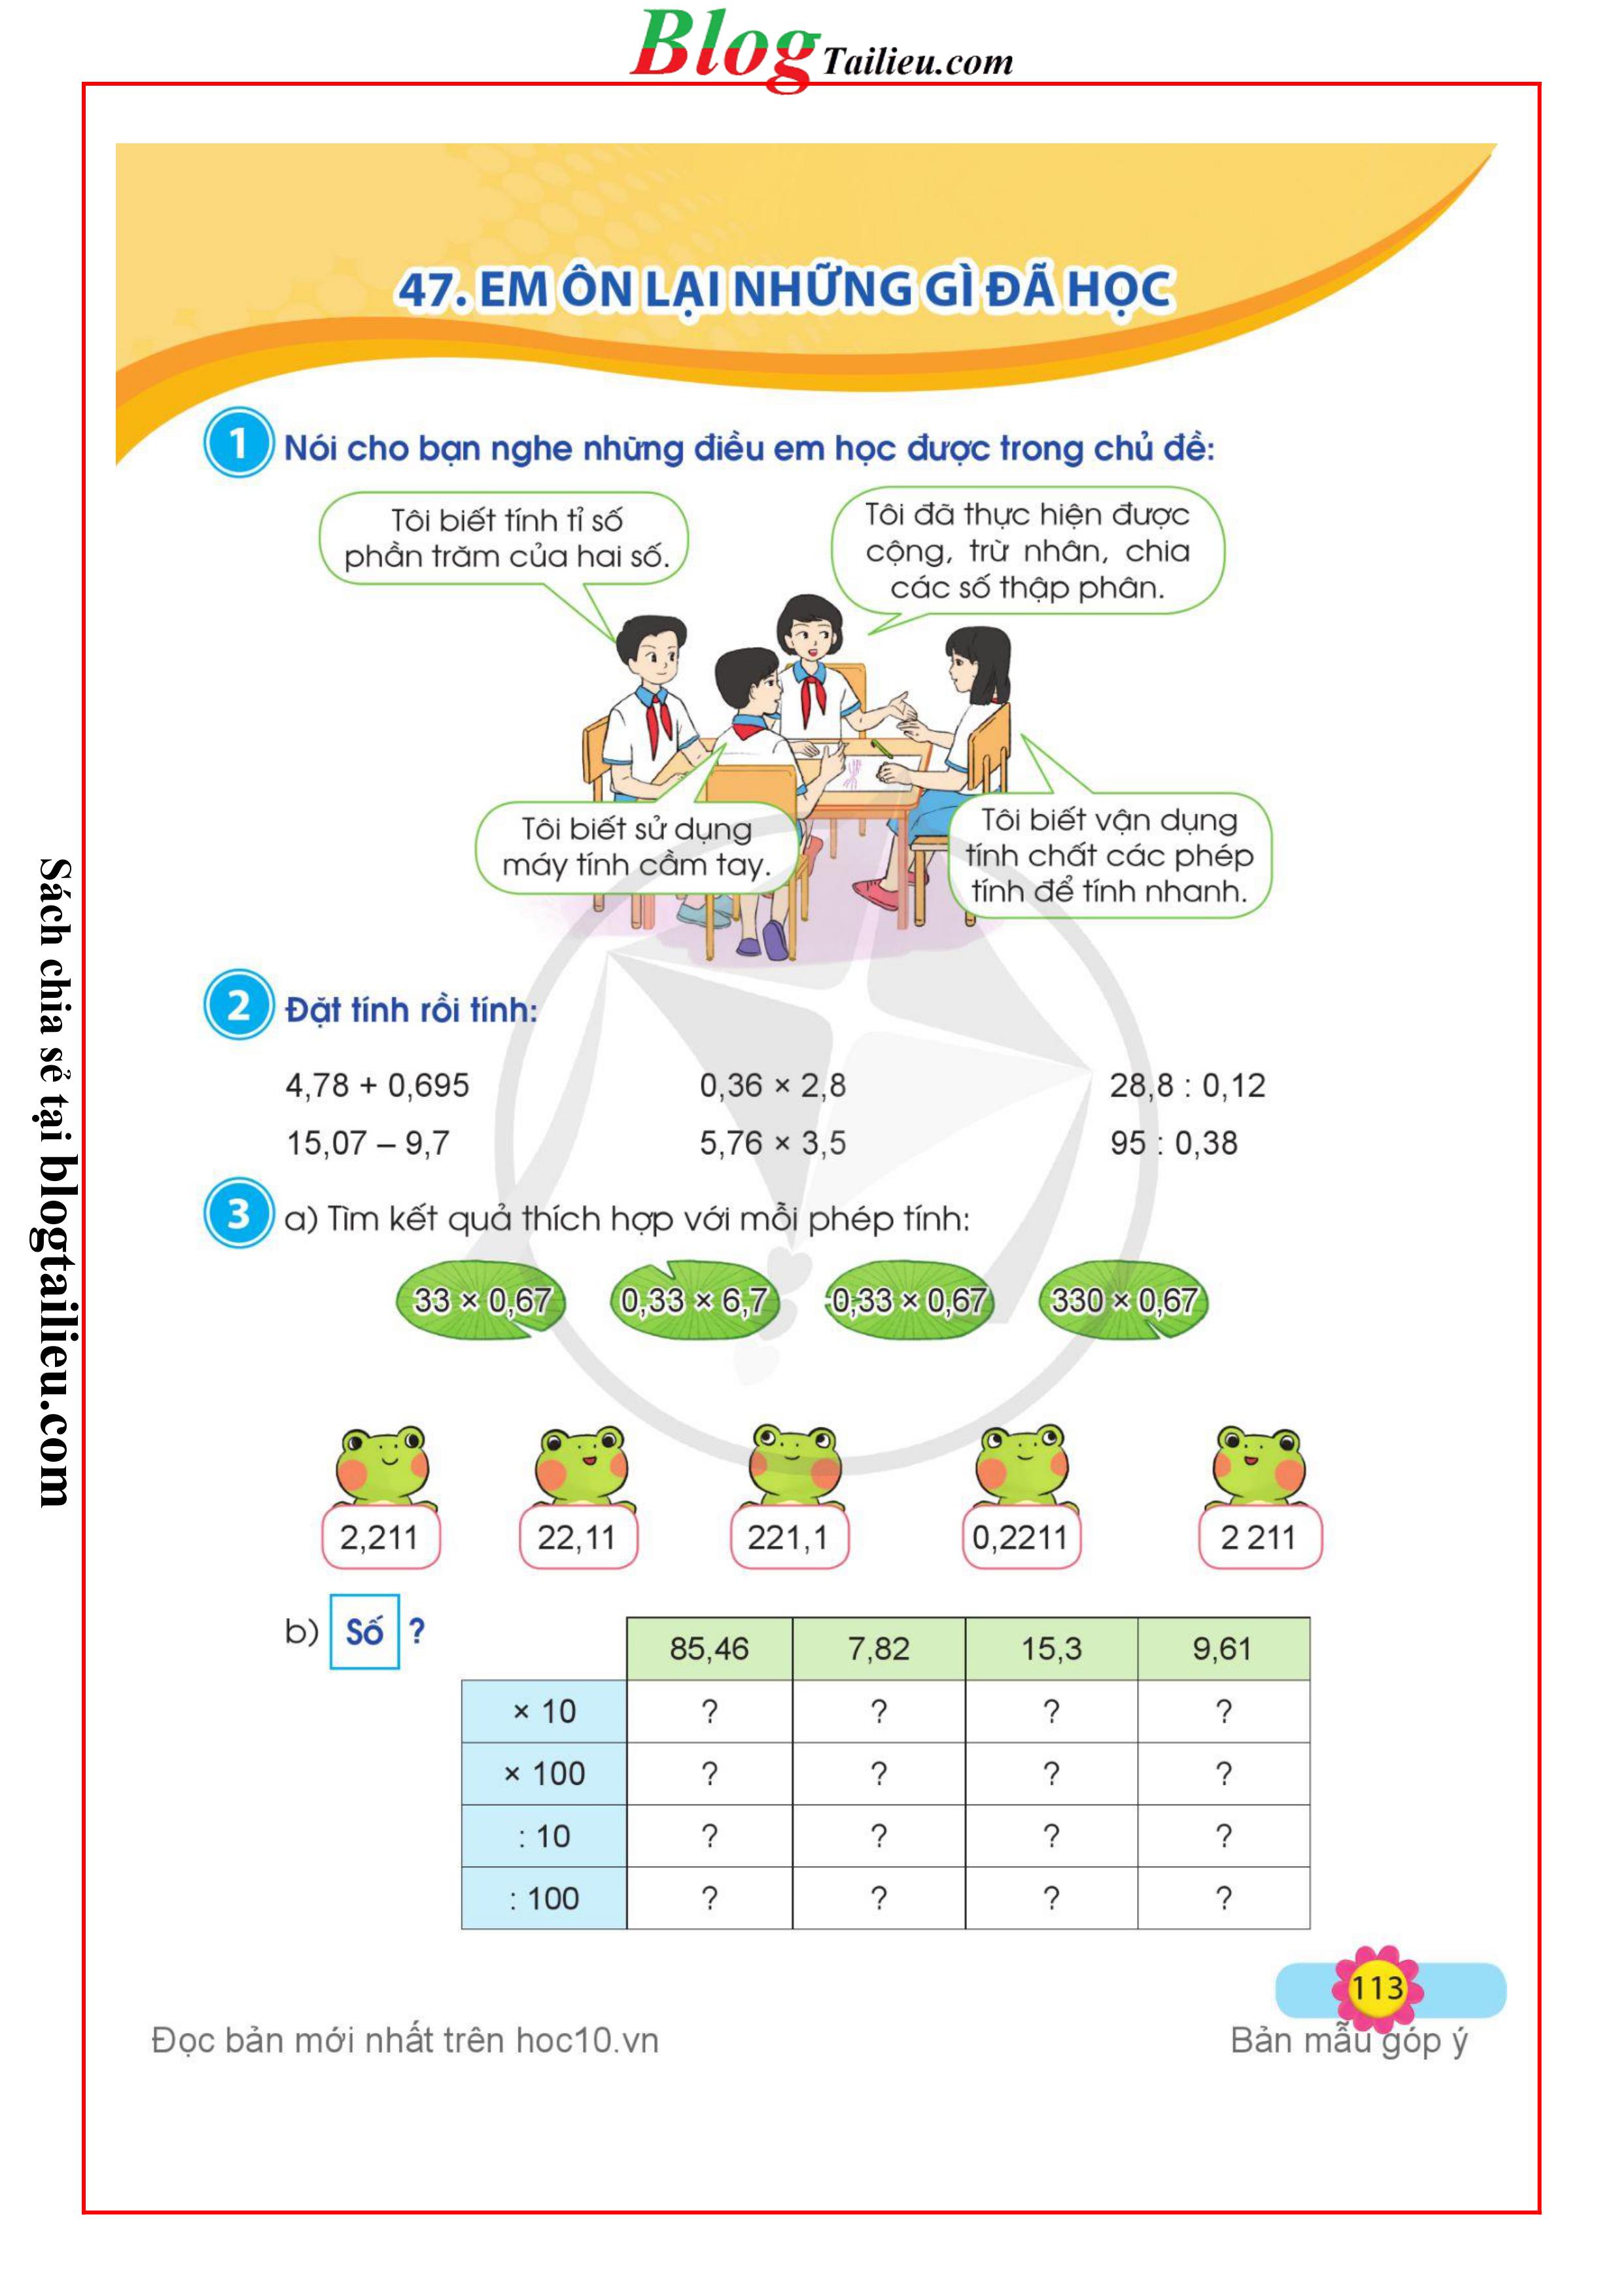 Blog Tailieu.com
47. EM ÔN LẠI NHỮNG GÌ ĐÃ HỌC
1 Nói cho bạn nghe những điều em học được trong chủ đề:
Tôi biết tính tỉ số
phần trăm của hai số.
Tôi đã thực hiện được
cộng, trừ nhân, chia
các số thập phân.
Tôi biết sử dụng
máy tính cầm tay.
Tôi biết vận dụng
tính chất các phép
tính để tính nhanh.
2 Đặt tính rồi tính:
4,78 + 0,695 0,36 × 2,8 28,8 : 0,12
15,07 – 9,7 5,76 × 3,5 95 : 0,38
3 a) Tìm kết quả thích hợp với mỗi phép tính:
33 × 0,67 0,33 × 6,7 0,33 × 0,67 330 × 0,67
2,211 22,11 221,1 0,2211 2 211
b) Số ?
85,46 7,82 15,3 9,61
× 10 ? ? ? ?
× 100 ? ? ? ?
: 10 ? ? ? ?
: 100 ? ? ? ?
113
Đọc bản mới nhất trên hoc10.vn Bản mẫu góp ý
Sách chia sẻ tại blogtailieu.com